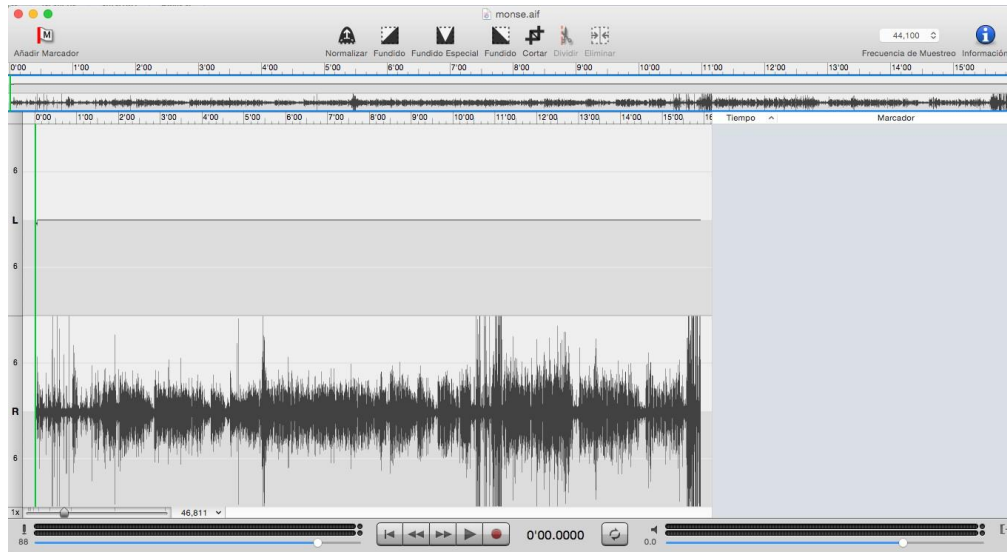 monse.aif
M
44,100
Añadir Marcador Normalizar Fundido Fundido Especial Fundido Cortar Dividir Eliminar Frecuencia de Muestreo Información
0'00 1'00 2'00 3'00 4'00 5'00 6'00 7'00 8'00 9'00 10'00 11'00 12'00 13'00 14'00 15'00
0'00 1'00 2'00 3'00 4'00 5'00 6'00 7'00 8'00 9'00 10'00 11'00 12'00 13'00 14'00 15'00 16 Tiempo Marcador
6
L
6
6
R
6
1x 46,811
0'00.0000
88 0.0